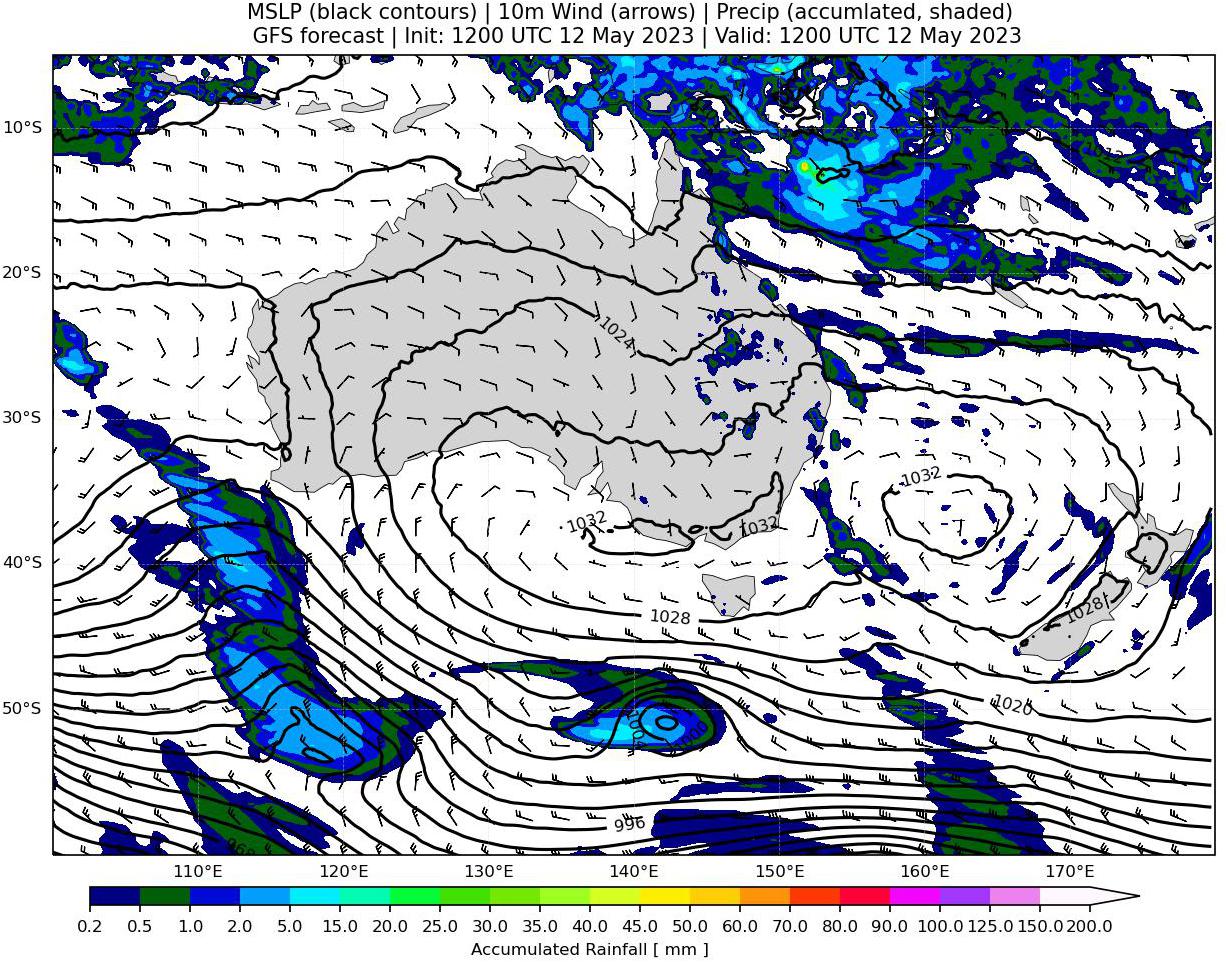 MSLP (black contours) | 10m Wind (arrows) | Precip (accumlated, shaded)
GFS forecast | Init: 1200 UTC 12 May 2023 | Valid: 1200 UTC 12 May 2023
10°S
20°S
1024
30°S
1032
1032
1032
40°S
1028
1028
50°S
1020
1004
996
110°E 120°E 130°E 140°E 150°E 160°E 170°E
0.2 0.5 1.0 2.0 5.0 10.0 15.0 20.0 25.0 30.0 35.0 40.0 45.0 50.0 60.0 70.0 80.0 90.0 100.0 125.0 150.0 200.0
Accumulated Rainfall [ mm ]